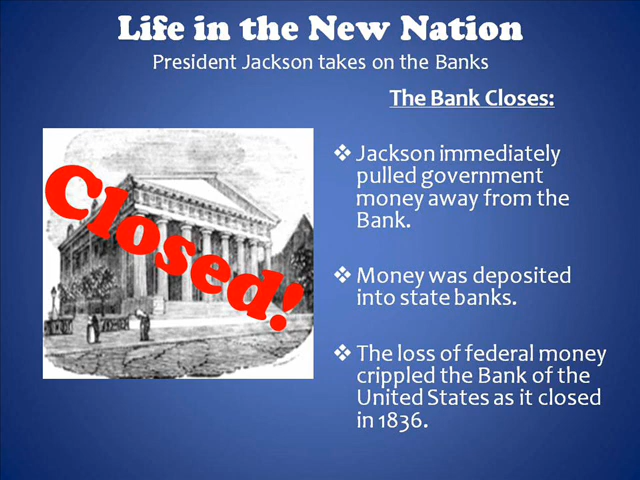 Life in the New Nation
President Jackson takes on the Banks
The Bank Closes:
Closed!
❖ Jackson immediately
pulled government
money away from the
Bank.
❖ Money was deposited
into state banks.
❖ The loss of federal money
crippled the Bank of the
United States as it closed
in 1836.